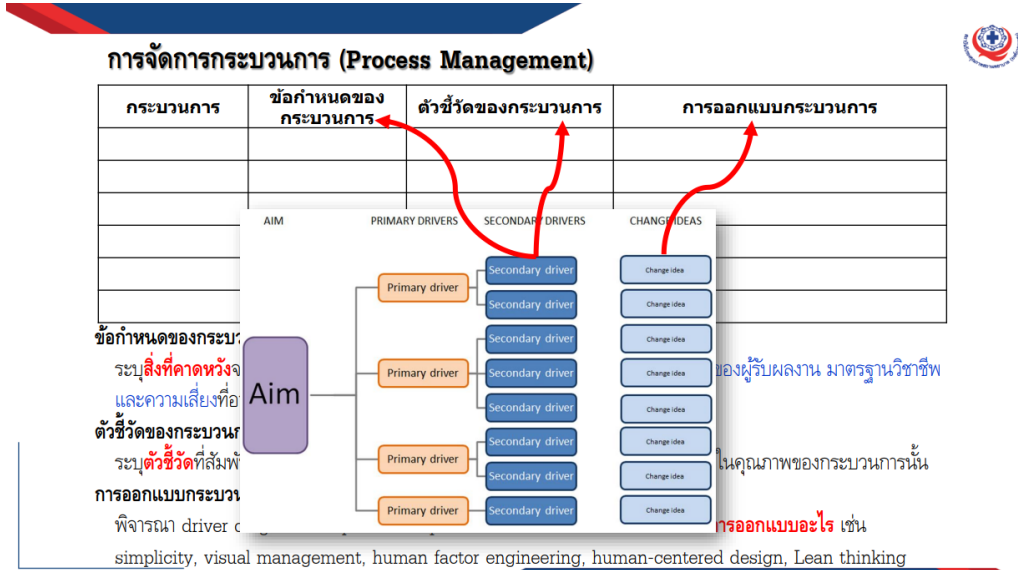 การจัดการกระบวนการ (Process Management)
กระบวนการ
ข้อกำหนดของ
กระบวนการ
ตัวชี้วัดของกระบวนการ
การออกแบบกระบวนการ
AIM PRIMARY DRIVERS SECONDARY DRIVERS CHANGE IDEAS
Secondary driver Change idea
Primary driver
Secondary driver Change idea
Secondary driver Change idea
Primary driver Secondary driver Change idea
Aim
Secondary driver Change idea
Secondary driver Change idea
Primary driver
Secondary driver Change idea
Primary driver Secondary driver Change idea
ข้อกำหนดของกระบว
ระบุสิ่งที่คาดหวัง ของผู้รับผลงาน มาตรฐานวิชาชีพ
และความเสี่ยงที่
ตัวชี้วัดของกระบวน
ระบุตัวชี้วัดที่สัมพั ในคุณภาพของกระบวนการนั้น
การออกแบบกระบวน
พิจารณา driver การออกแบบอะไร เช่น
simplicity, visual management, human factor engineering, human-centered design, Lean thinking